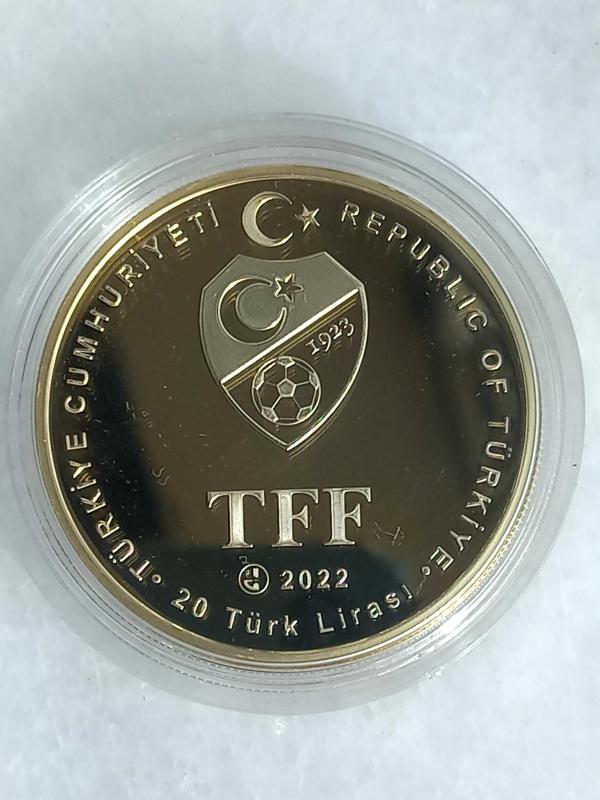 • TÜRKİYE CUMHURİYETİ
REPUBLIC OF TÜRKİYE •
1923
TFF
2022
20 Türk Lirası